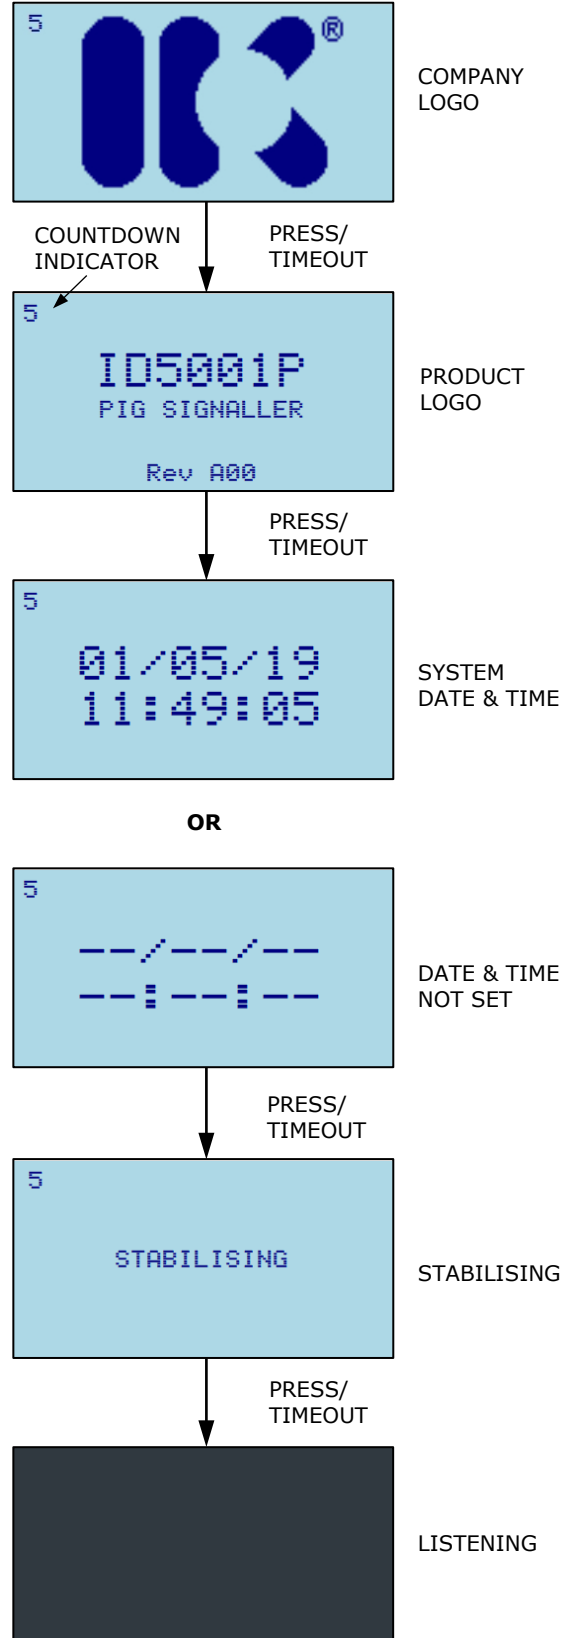 5
®
COMPANY
LOGO
COUNTDOWN
INDICATOR
PRESS/
TIMEOUT
5
ID5001P
PIG SIGNALLER
Rev A00
PRODUCT
LOGO
PRESS/
TIMEOUT
5
01/05/19
11:49:05
SYSTEM
DATE & TIME
OR
5
--/--/--
--:--:--
DATE & TIME
NOT SET
PRESS/
TIMEOUT
5
STABILISING
STABILISING
PRESS/
TIMEOUT
LISTENING